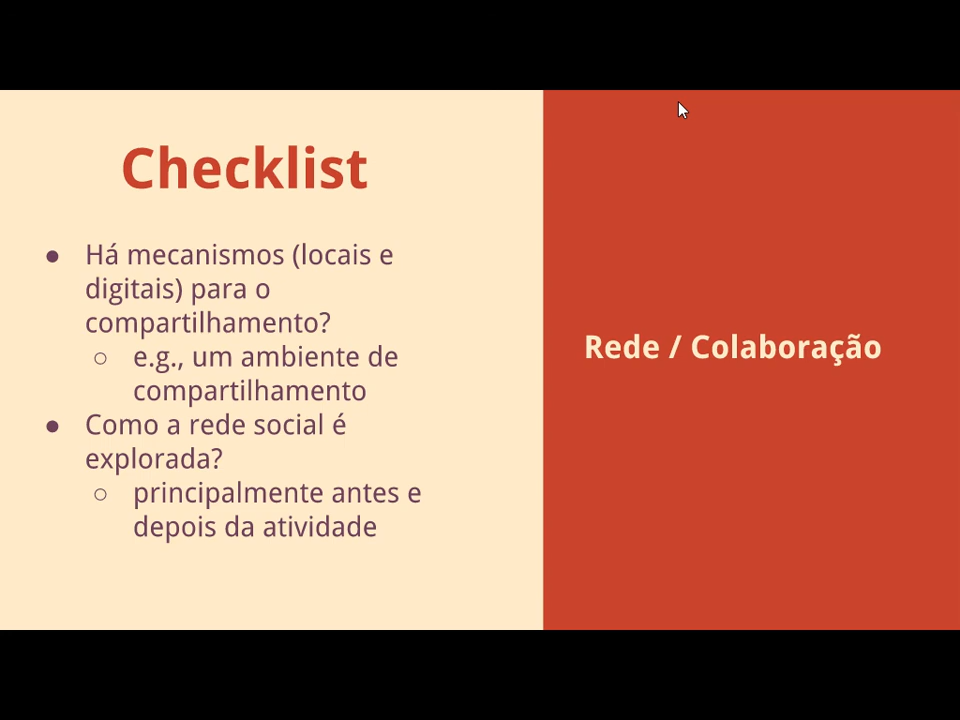 Checklist
● Há mecanismos (locais e
digitais) para o
compartilhamento?
○ e.g., um ambiente de
compartilhamento
● Como a rede social é
explorada?
○ principalmente antes e
depois da atividade
Rede / Colaboração